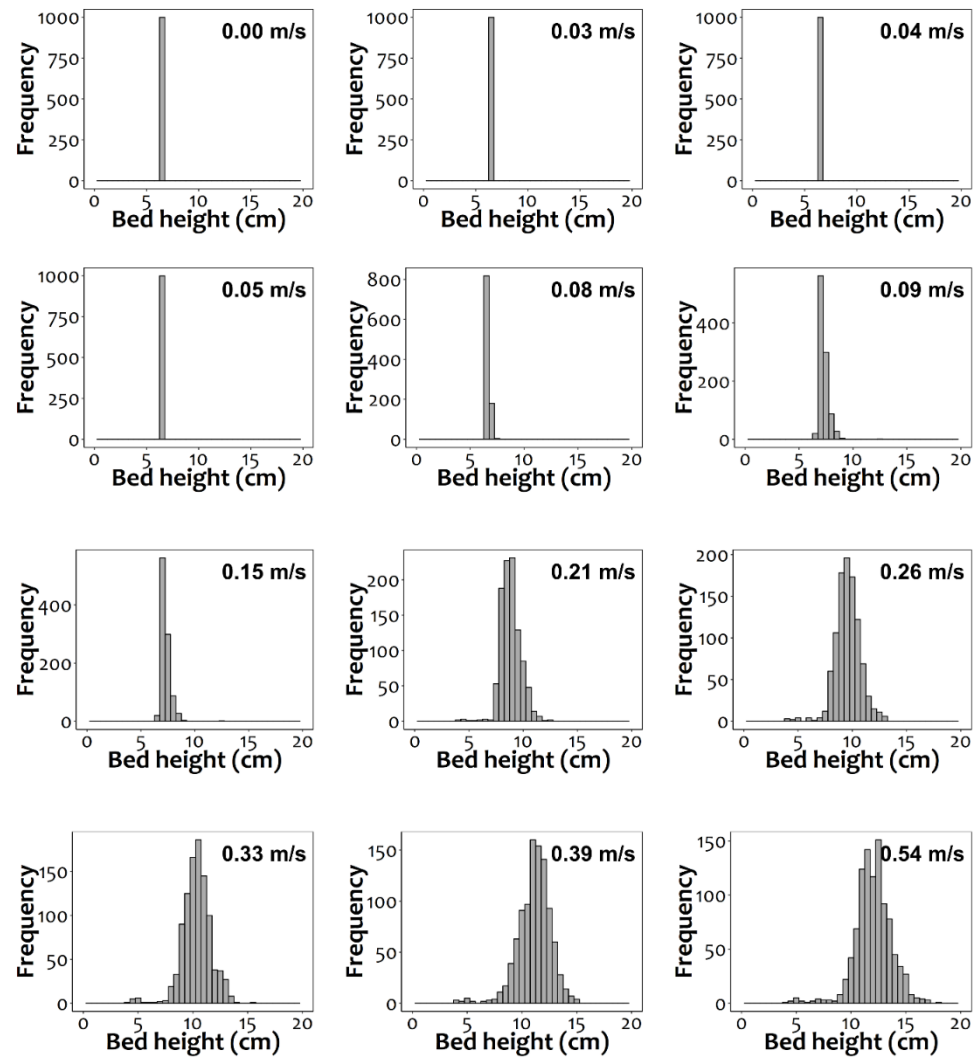 0.00 m/s
Frequency
1000
750
500
250
0
0 5 10 15 20
Bed height (cm)
0.03 m/s
Frequency
1000
750
500
250
0
0 5 10 15 20
Bed height (cm)
0.04 m/s
Frequency
1000
750
500
250
0
0 5 10 15 20
Bed height (cm)
0.05 m/s
Frequency
1000
750
500
250
0
0 5 10 15 20
Bed height (cm)
0.08 m/s
Frequency
800
600
400
200
0
0 5 10 15 20
Bed height (cm)
0.09 m/s
Frequency
400
200
0
0 5 10 15 20
Bed height (cm)
0.15 m/s
Frequency
400
200
0
0 5 10 15 20
Bed height (cm)
0.21 m/s
Frequency
200
150
100
50
0
0 5 10 15 20
Bed height (cm)
0.26 m/s
Frequency
200
150
100
50
0
0 5 10 15 20
Bed height (cm)
0.33 m/s
Frequency
150
100
50
0
0 5 10 15 20
Bed height (cm)
0.39 m/s
Frequency
150
100
50
0
0 5 10 15 20
Bed height (cm)
0.54 m/s
Frequency
150
100
50
0
0 5 10 15 20
Bed height (cm)